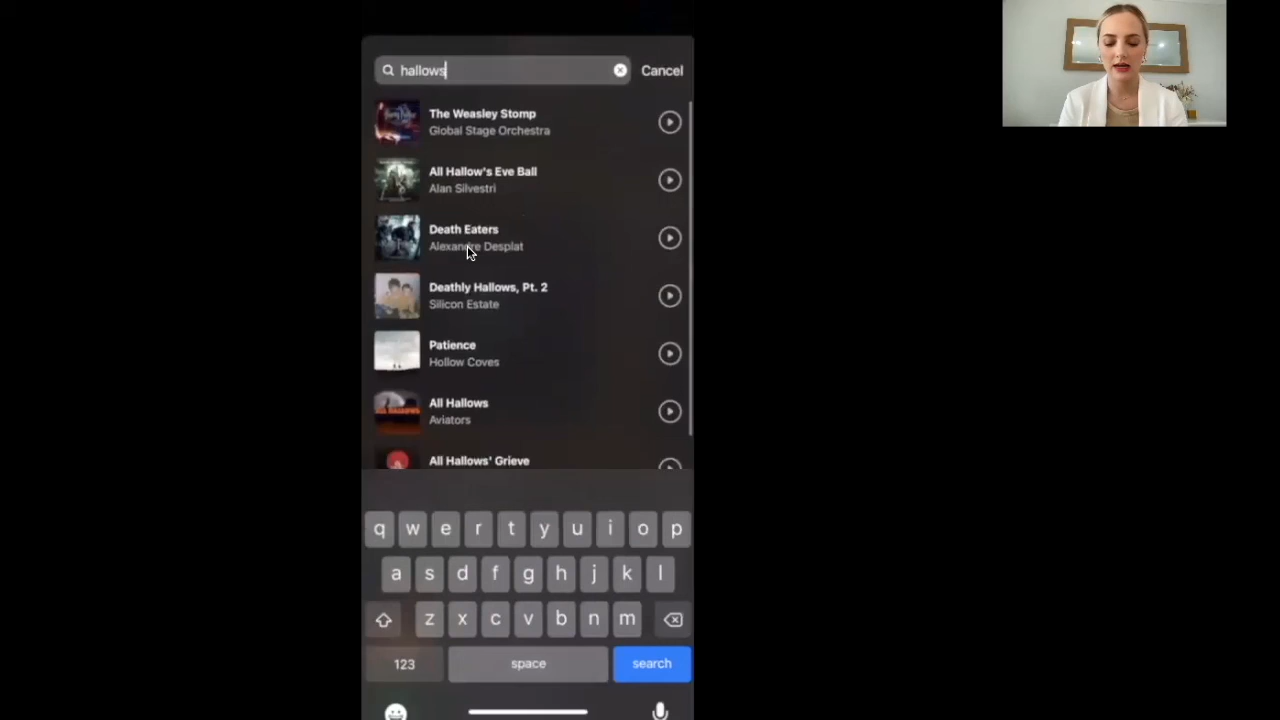 hallows
Cancel
The Weasley Stomp
Global Stage Orchestra
All Hallow's Eve Ball
Alan Silvestri
Death Eaters
Alexandre Desplat
Deathly Hallows, Pt. 2
Silicon Estate
Patience
Hollow Coves
All Hallows
Aviators
All Hallows' Grieve
q w e r t y u i o p
a s d f g h j k l
z x c v b n m
123 space search